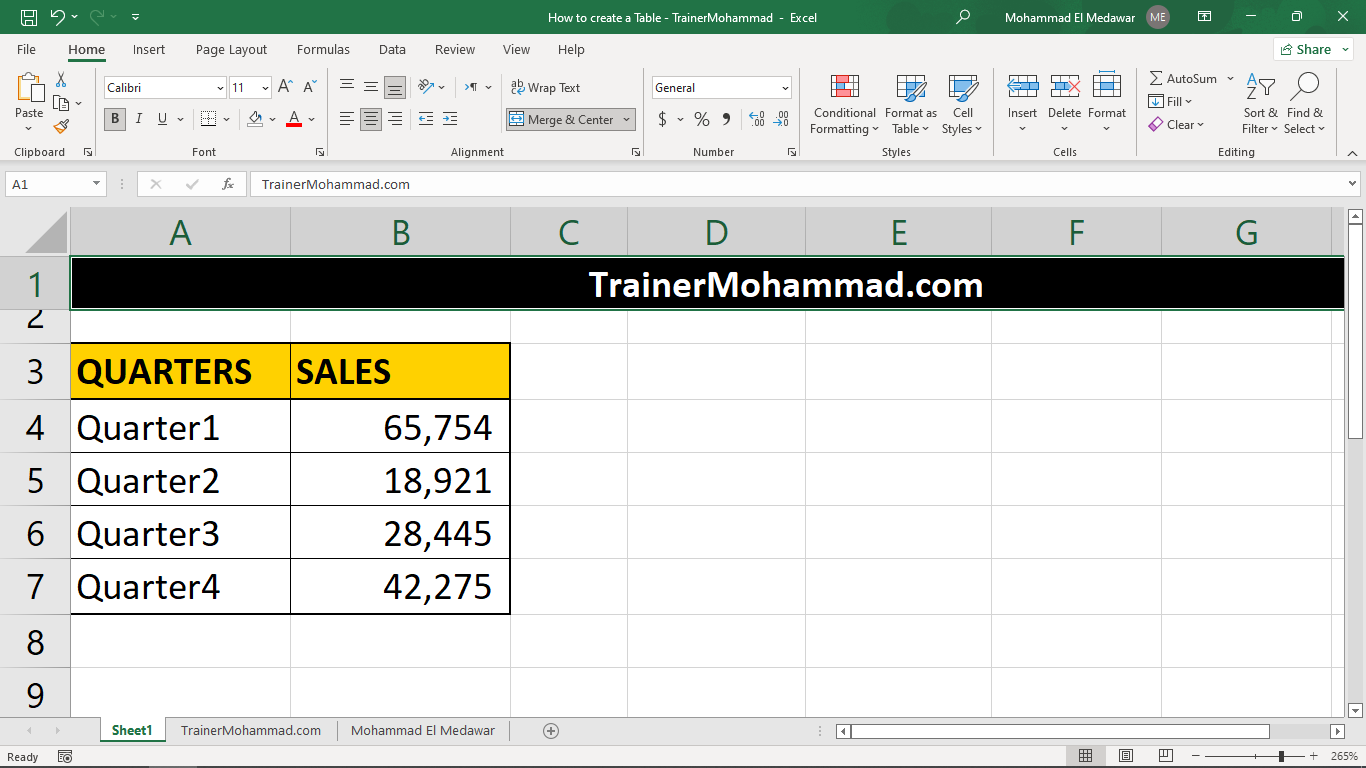 How to create a Table - TrainerMohammad - Excel
Mohammad El Medawar ME
File Home Insert Page Layout Formulas Data Review View Help Share
Paste
Calibri 11 A A
B I U A
ab Wrap Text
Merge & Center
General
$ % 9 .00 .00
Conditional Formatting
Format as Table
Cell Styles
Insert Delete Format
AutoSum
Fill
Clear
Sort & Filter
Find & Select
Clipboard Font Alignment Number Styles Cells Editing
A1 fx TrainerMohammad.com
A B C D E F G
1 TrainerMohammad.com
2
3 QUARTERS SALES
4 Quarter1 65,754
5 Quarter2 18,921
6 Quarter3 28,445
7 Quarter4 42,275
8
9
Sheet1 TrainerMohammad.com Mohammad El Medawar
Ready 265%